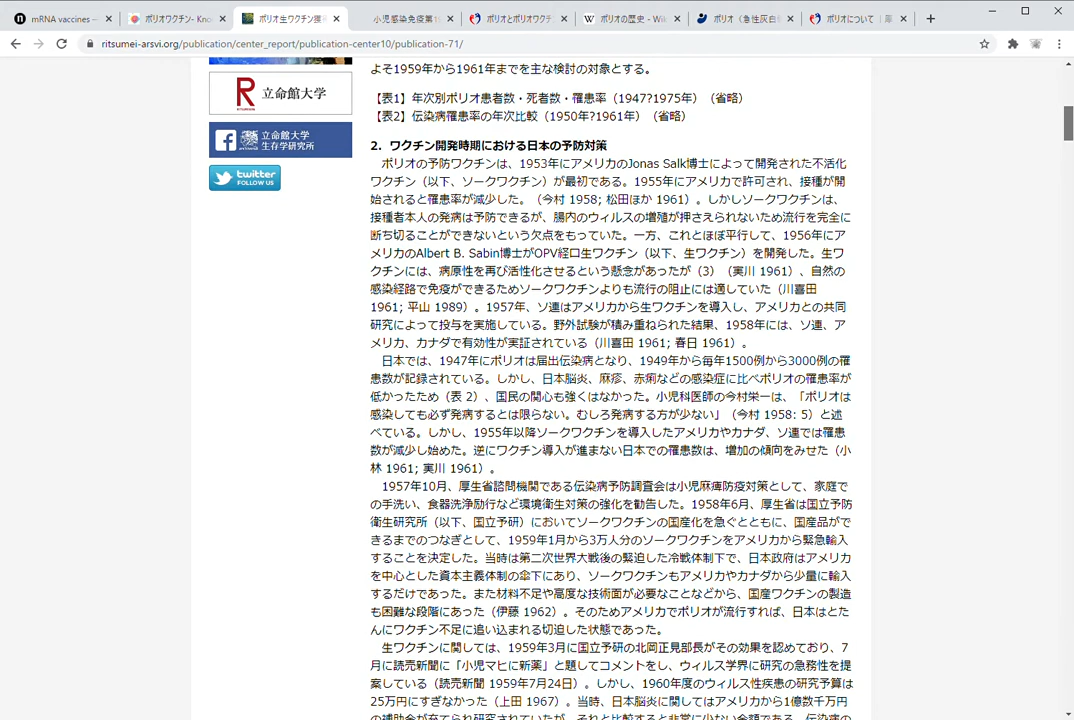 mRNA vaccines —
ポリオワクチン- Kno
ポリオ生ワクチン獲
小児感染免疫第1
ポリオとポリオワクチ
ポリオの歴史 - Wik
ポリオ（急性灰白
ポリオについて｜厚
ritsumei-arsvi.org/publication/center_report/publication-center10/publication-71/
R 立命館大学
立命館大学
生存学研究所
twitter
FOLLOW US
よそ1959年から1961年までを主な検討の対象とする。
【表1】年次別ポリオ患者数・死者数・罹患率（1947?1975年）（省略）
【表2】伝染病罹患率の年次比較（1950年?1961年）（省略）
2．ワクチン開発時期における日本の予防対策
ポリオの予防ワクチンは、1953年にアメリカのJonas Salk博士によって開発された不活化
ワクチン（以下、ソークワクチン）が最初である。1955年にアメリカで許可され、接種が開
始されると罹患率が減少した。（今村 1958; 松田ほか 1961）。しかしソークワクチンは、
接種者本人の発病は予防できるが、腸内のウィルスの増殖が押さえられないため流行を完全に
断ち切ることができないという欠点をもっていた。一方、これとほぼ平行して、1956年にア
メリカのAlbert B. Sabin博士がOPV経口生ワクチン（以下、生ワクチン）を開発した。生ワ
クチンには、病原性を再び活性化させるという懸念があったが（3）（実川 1961）、自然の
感染経路で免疫ができるためソークワクチンよりも流行の阻止には適していた（川喜田
1961; 平山 1989）。1957年、ソ連はアメリカから生ワクチンを導入し、アメリカとの共同
研究によって投与を実施している。野外試験が積み重ねられた結果、1958年には、ソ連、ア
メリカ、カナダで有効性が実証されている（川喜田 1961; 春日 1961）。
日本では、1947年にポリオは届出伝染病となり、1949年から毎年1500例から3000例の罹
患数が記録されている。しかし、日本脳炎、麻疹、赤痢などの感染症に比べポリオの罹患率が
低かったため（表 2）、国民の関心も強くはなかった。小児科医師の今村栄一は、「ポリオは
感染しても必ず発病するとは限らない。むしろ発病する方が少ない」（今村 1958: 5）と述
べている。しかし、1955年以降ソークワクチンを導入したアメリカやカナダ、ソ連では罹患
数が減少し始めた。逆にワクチン導入が進まない日本での罹患数は、増加の傾向をみせた（小
林 1961; 実川 1961）。
1957年10月、厚生省諮問機関である伝染病予防調査会は小児麻痺防疫対策として、家庭で
の手洗い、食器洗浄励行など環境衛生対策の強化を勧告した。1958年6月、厚生省は国立予防
衛生研究所（以下、国立予研）においてソークワクチンの国産化を急ぐとともに、国産品がで
きるまでのつなぎとして、1959年1月から3万人分のソークワクチンをアメリカから緊急輸入
することを決定した。当時は第二次世界大戦後の緊迫した冷戦体制下で、日本政府はアメリカ
を中心とした資本主義体制の傘下にあり、ソークワクチンもアメリカやカナダから少量に輸入
するだけであった。また材料不足や高度な技術面が必要なことなどから、国産ワクチンの製造
も困難な段階にあった（伊藤 1962）。そのためアメリカでポリオが流行すれば、日本はとた
んにワクチン不足に追い込まれる切迫した状態であった。
生ワクチンに関しては、1959年3月に国立予研の北岡正見部長がその効果を認めており、7
月に読売新聞に「小児マヒに新薬」と題してコメントをし、ウィルス学界に研究の急務性を提
案している（読売新聞 1959年7月24日）。しかし、1960年度のウィルス性疾患の研究予算は
25万円にすぎなかった（上田 1967）。当時、日本脳炎に関してはアメリカから1億数千万円
の補助金が充てられ研究されていたが、それと比較すると非常に少ない金額である。伝染病の